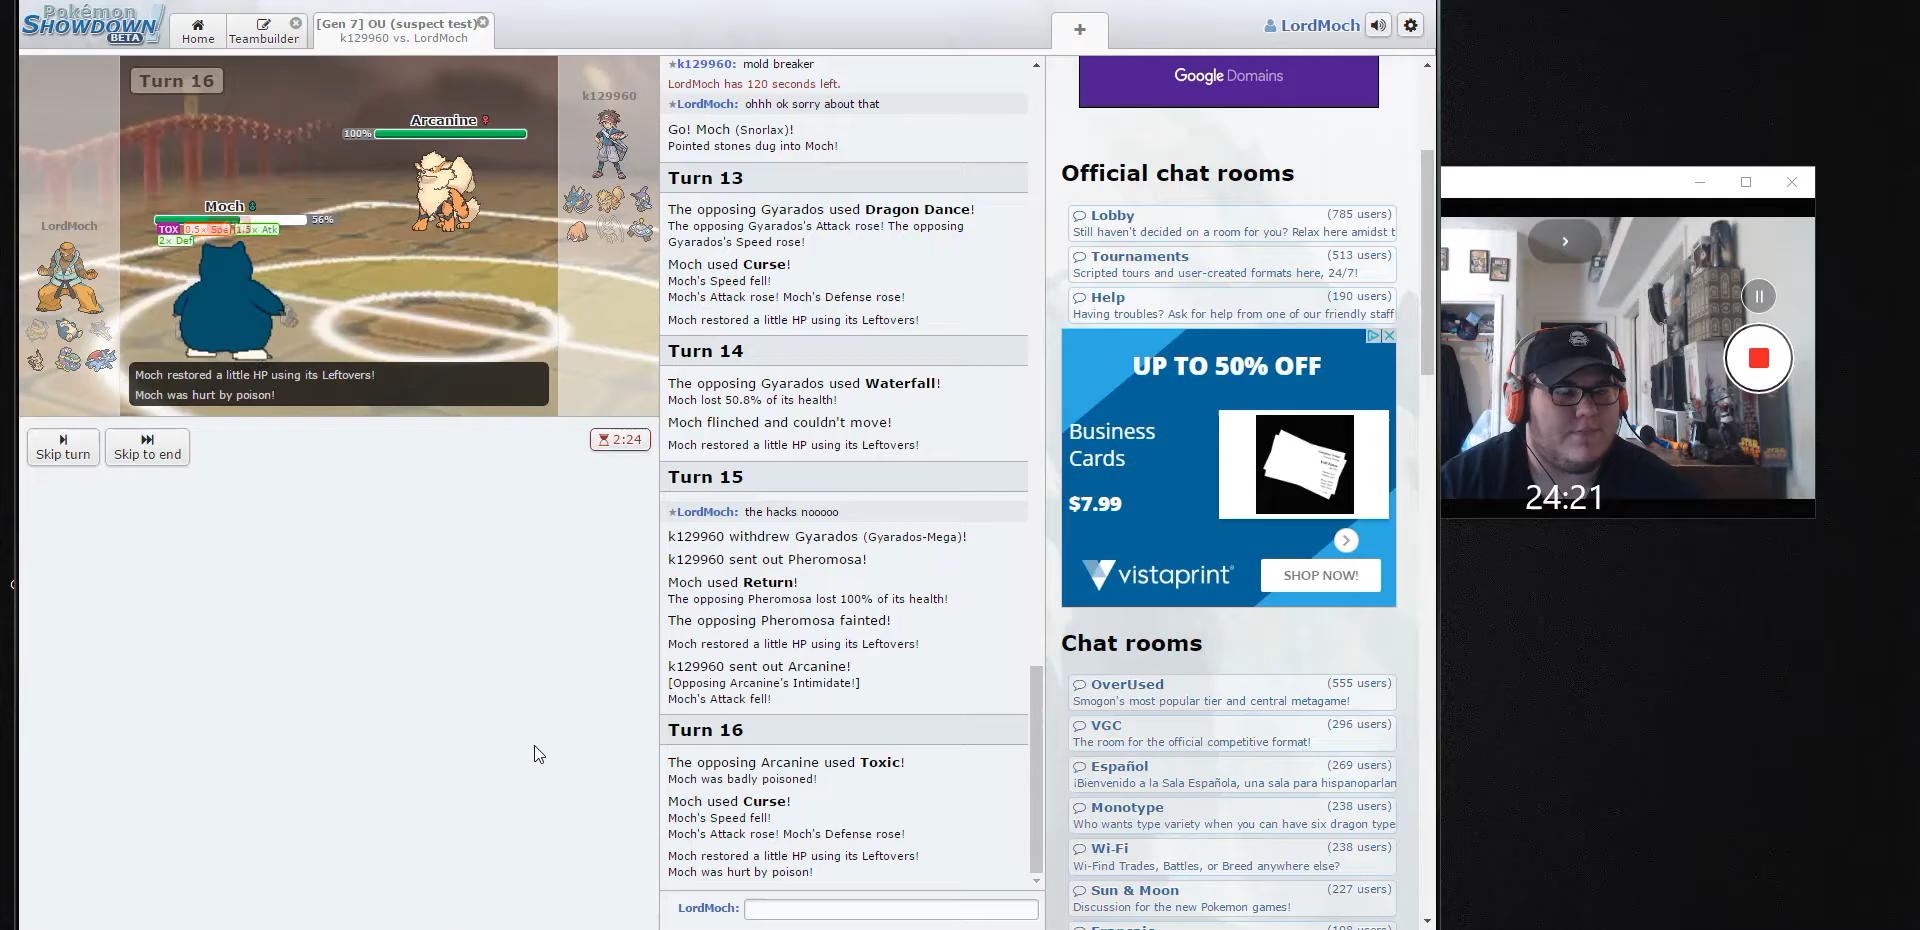 Pokémon
SHOWDOWN!
BETA
Home
Teambuilder
[Gen 7] OU (suspect test)
k129960 vs. LordMoch
+
LordMoch
Turn 16
k129960
Arcanine
100%
Moch
56%
TOX 0.5× Spe 1.5× Atk
2× Def
LordMoch
Moch restored a little HP using its Leftovers!
Moch was hurt by poison!
Skip turn
Skip to end
2:24
★k129960: mold breaker
LordMoch has 120 seconds left.
★LordMoch: ohhh ok sorry about that
Go! Moch (Snorlax)!
Pointed stones dug into Moch!
Turn 13
The opposing Gyarados used Dragon Dance!
The opposing Gyarados's Attack rose! The opposing
Gyarados's Speed rose!
Moch used Curse!
Moch's Speed fell!
Moch's Attack rose! Moch's Defense rose!
Moch restored a little HP using its Leftovers!
Turn 14
The opposing Gyarados used Waterfall!
Moch lost 50.8% of its health!
Moch flinched and couldn't move!
Moch restored a little HP using its Leftovers!
Turn 15
★LordMoch: the hacks nooooo
k129960 withdrew Gyarados (Gyarados-Mega)!
k129960 sent out Pheromosa!
Moch used Return!
The opposing Pheromosa lost 100% of its health!
The opposing Pheromosa fainted!
Moch restored a little HP using its Leftovers!
k129960 sent out Arcanine!
[Opposing Arcanine's Intimidate!]
Moch's Attack fell!
Turn 16
The opposing Arcanine used Toxic!
Moch was badly poisoned!
Moch used Curse!
Moch's Speed fell!
Moch's Attack rose! Moch's Defense rose!
Moch restored a little HP using its Leftovers!
Moch was hurt by poison!
LordMoch:
Google Domains
Official chat rooms
Lobby (785 users)
Still haven't decided on a room for you? Relax here amidst t
Tournaments (513 users)
Scripted tours and user-created formats here, 24/7!
Help (190 users)
Having troubles? Ask for help from one of our friendly staff
UP TO 50% OFF
Business
Cards
$7.99
vistaprint
SHOP NOW!
Chat rooms
OverUsed (555 users)
Smogon's most popular tier and central metagame!
VGC (296 users)
The room for the official competitive format!
Español (269 users)
¡Bienvenido a la Sala Española, una sala para hispanoparlan
Monotype (238 users)
Who wants type variety when you can have six dragon type
Wi-Fi (238 users)
Wi-Find Trades, Battles, or Breed anywhere else?
Sun & Moon (227 users)
Discussion for the new Pokemon games!
24:21